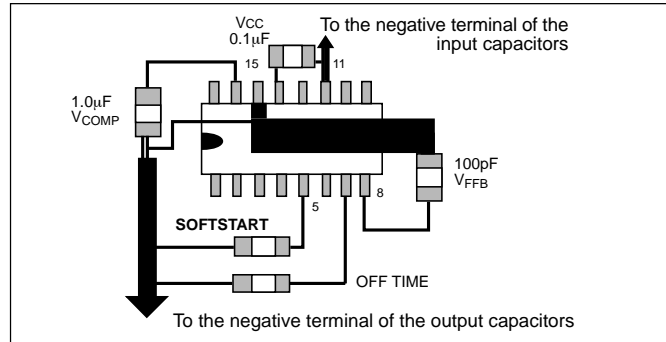 VCC
0.1μF
To the negative terminal of the
input capacitors
15
11
1.0μF
VCOMP
100pF
VFFB
5
8
SOFTSTART
OFF TIME
To the negative terminal of the output capacitors